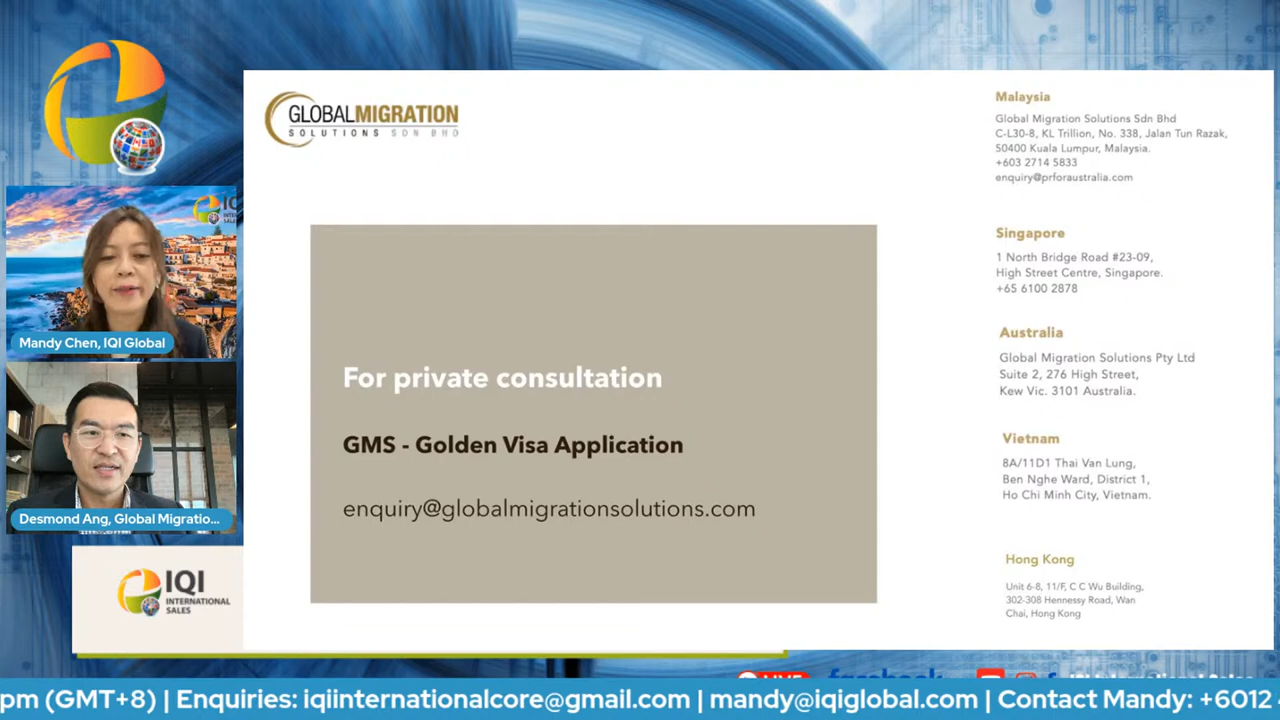 GLOBALMIGRATION
SOLUTIONS SDN BHD
IQI
Mandy Chen, IQI Global
Desmond Ang, Global Migratio...
IQI
INTERNATIONAL
SALES
For private consultation
GMS - Golden Visa Application
enquiry@globalmigrationsolutions.com
Malaysia
Global Migration Solutions Sdn Bhd
C-L30-8, KL Trillion, No. 338, Jalan Tun Razak,
50400 Kuala Lumpur, Malaysia.
+603 2714 5833
enquiry@prforaustralia.com
Singapore
1 North Bridge Road #23-09,
High Street Centre, Singapore.
+65 6100 2878
Australia
Global Migration Solutions Pty Ltd
Suite 2, 276 High Street,
Kew Vic. 3101 Australia.
Vietnam
8A/11D1 Thai Van Lung,
Ben Nghe Ward, District 1,
Ho Chi Minh City, Vietnam.
Hong Kong
Unit 6-8, 11/F, C C Wu Building,
302-308 Hennessy Road, Wan
Chai, Hong Kong
LIVE facebook
pm (GMT+8) | Enquiries: iqiinternationalcore@gmail.com | mandy@iqiglobal.com | Contact Mandy: +6012